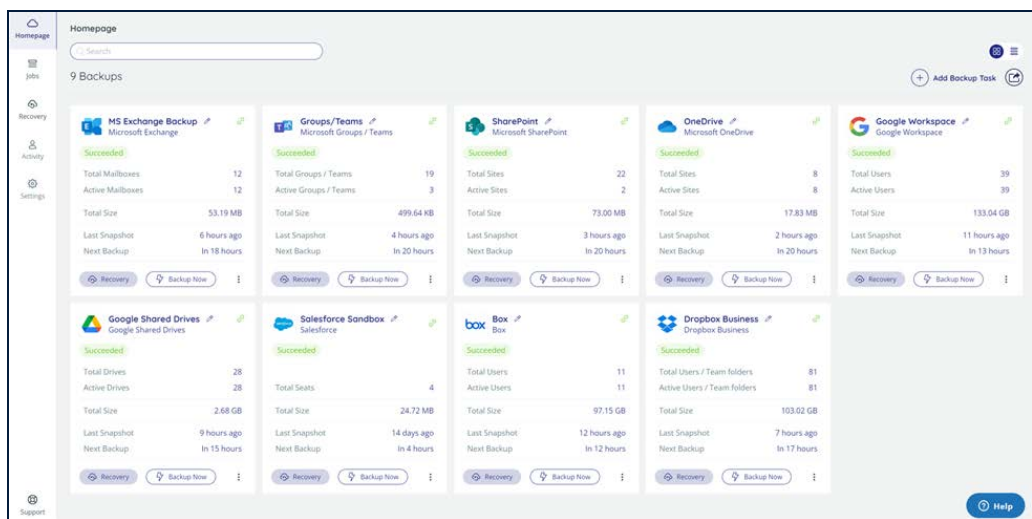 Homepage
Jobs
Recovery
Activity
Settings
Support
Homepage
Search
9 Backups
Add Backup Task
MS Exchange Backup
Microsoft Exchange
Succeeded
Total Mailboxes 12
Active Mailboxes 12
Total Size 53.19 MB
Last Snapshot 6 hours ago
Next Backup In 18 hours
Recovery Backup Now
Groups/Teams
Microsoft Groups / Teams
Succeeded
Total Groups / Teams 19
Active Groups / Teams 3
Total Size 499.64 KB
Last Snapshot 4 hours ago
Next Backup In 20 hours
Recovery Backup Now
SharePoint
Microsoft SharePoint
Succeeded
Total Sites 22
Active Sites 2
Total Size 73.00 MB
Last Snapshot 3 hours ago
Next Backup In 20 hours
Recovery Backup Now
OneDrive
Microsoft OneDrive
Succeeded
Total Sites 8
Active Sites 8
Total Size 17.83 MB
Last Snapshot 2 hours ago
Next Backup In 20 hours
Recovery Backup Now
Google Workspace
Google Workspace
Succeeded
Total Users 39
Active Users 39
Total Size 133.04 GB
Last Snapshot 11 hours ago
Next Backup In 13 hours
Recovery Backup Now
Google Shared Drives
Google Shared Drives
Succeeded
Total Drives 28
Active Drives 28
Total Size 2.68 GB
Last Snapshot 9 hours ago
Next Backup In 15 hours
Recovery Backup Now
Salesforce Sandbox
Salesforce
Succeeded
Total Seats 4
Total Size 24.72 MB
Last Snapshot 14 days ago
Next Backup In 4 hours
Recovery Backup Now
box
Box
Box
Succeeded
Total Users 11
Active Users 11
Total Size 97.15 GB
Last Snapshot 12 hours ago
Next Backup In 12 hours
Recovery Backup Now
Dropbox Business
Dropbox Business
Succeeded
Total Users / Team folders 81
Active Users / Team folders 81
Total Size 103.02 GB
Last Snapshot 7 hours ago
Next Backup In 17 hours
Recovery Backup Now
Help